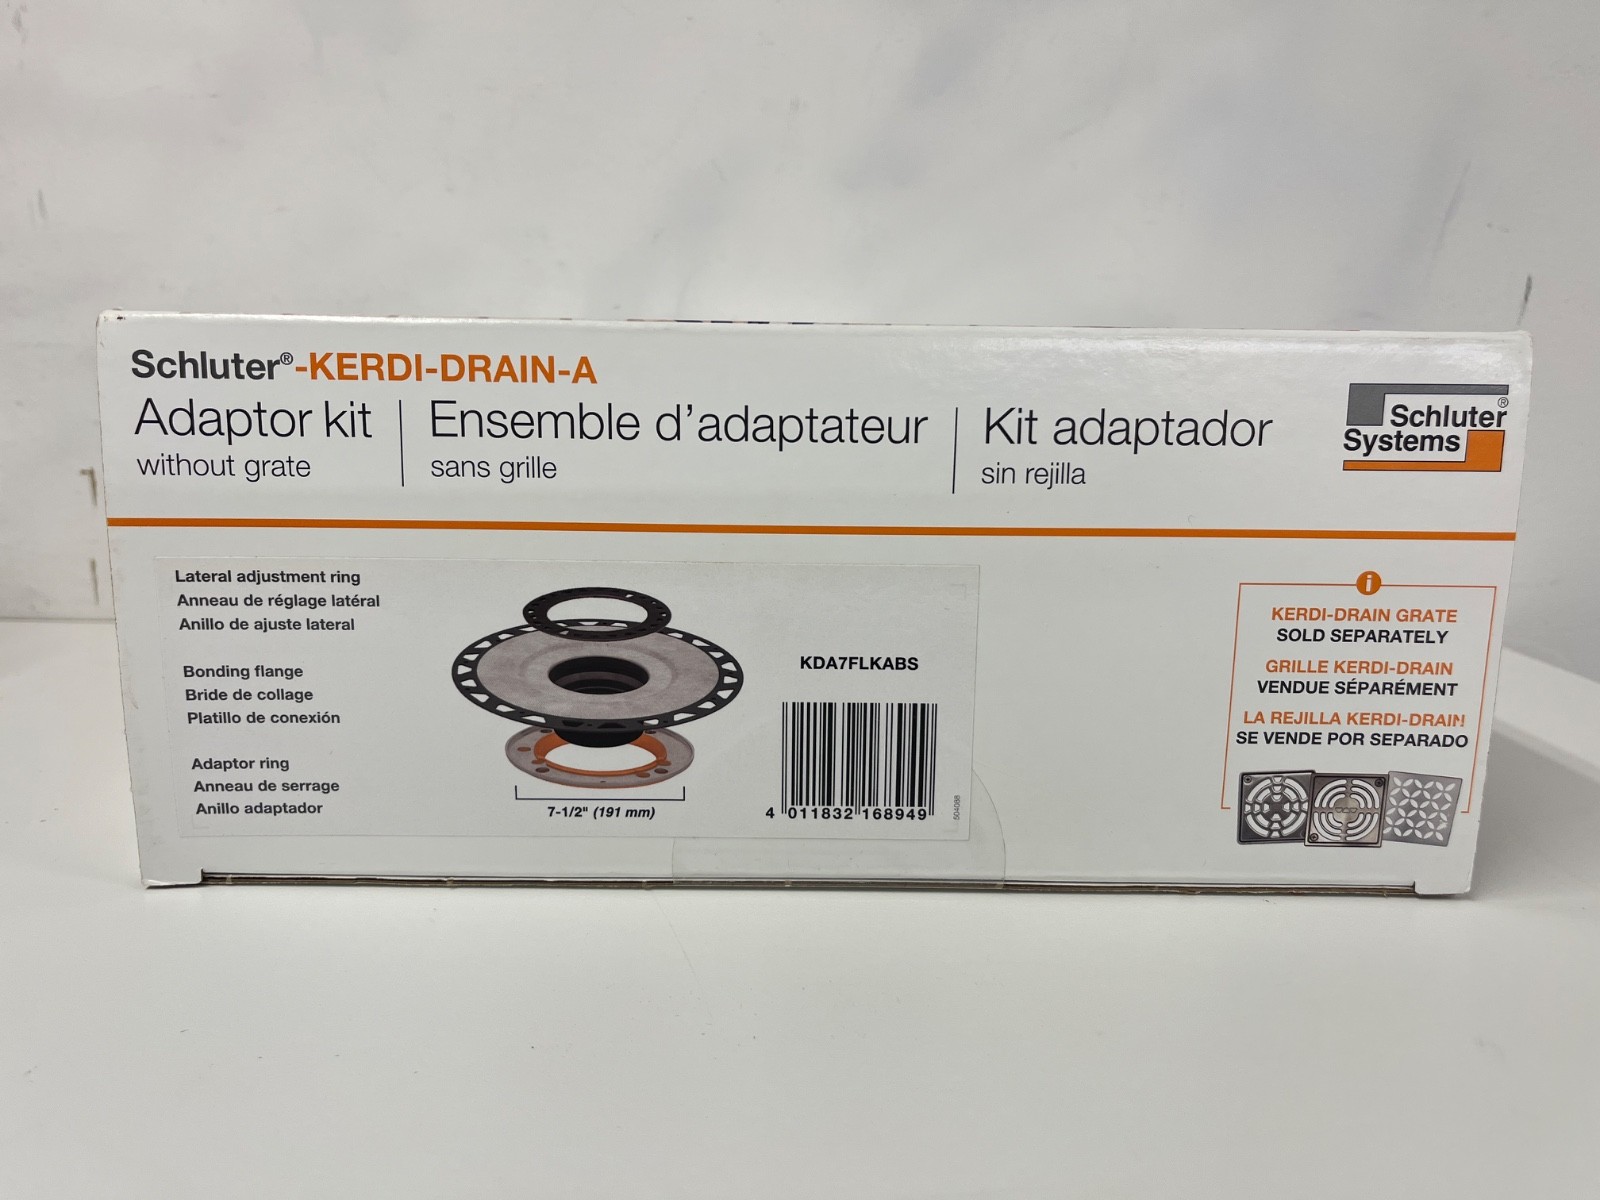 Schluter®-KERDI-DRAIN-A
Adaptor kit
without grate
Ensemble d'adaptateur
sans grille
Kit adaptador
sin rejilla
Schluter®
Systems
Lateral adjustment ring
Anneau de réglage latéral
Anillo de ajuste lateral
Bonding flange
Bride de collage
Platillo de conexión
Adaptor ring
Anneau de serrage
Anillo adaptador
7-1/2" (191 mm)
KDA7FLKABS
4 011832 168949
504088
i
KERDI-DRAIN GRATE
SOLD SEPARATELY
GRILLE KERDI-DRAIN
VENDUE SÉPARÉMENT
LA REJILLA KERDI-DRAIN
SE VENDE POR SEPARADO